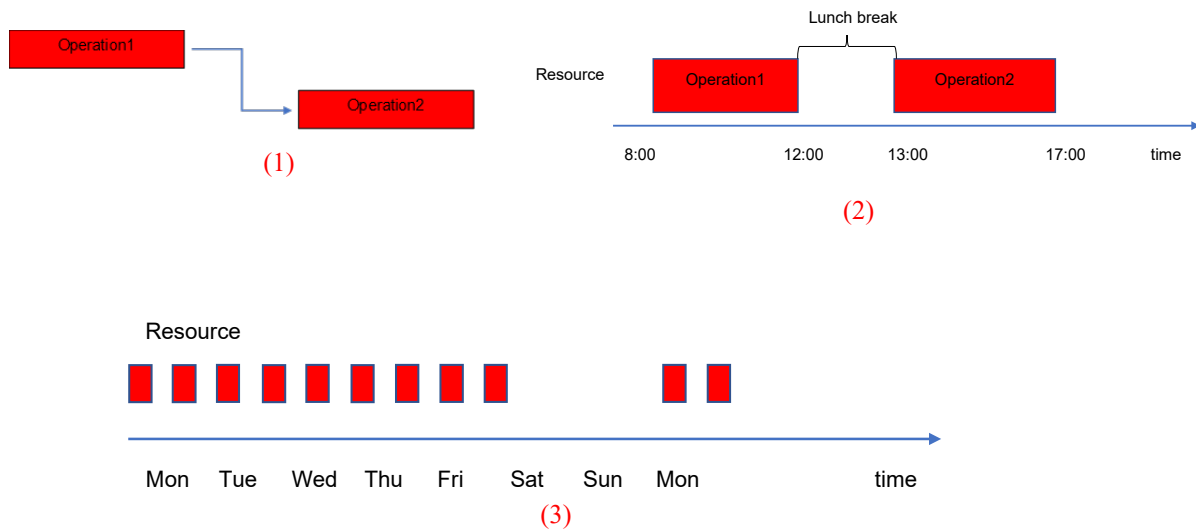 Operation1
Operation2
(1)
Lunch break
Resource
Operation1
Operation2
8:00 12:00 13:00 17:00 time
(2)
Resource
Mon Tue Wed Thu Fri Sat Sun Mon time
(3)